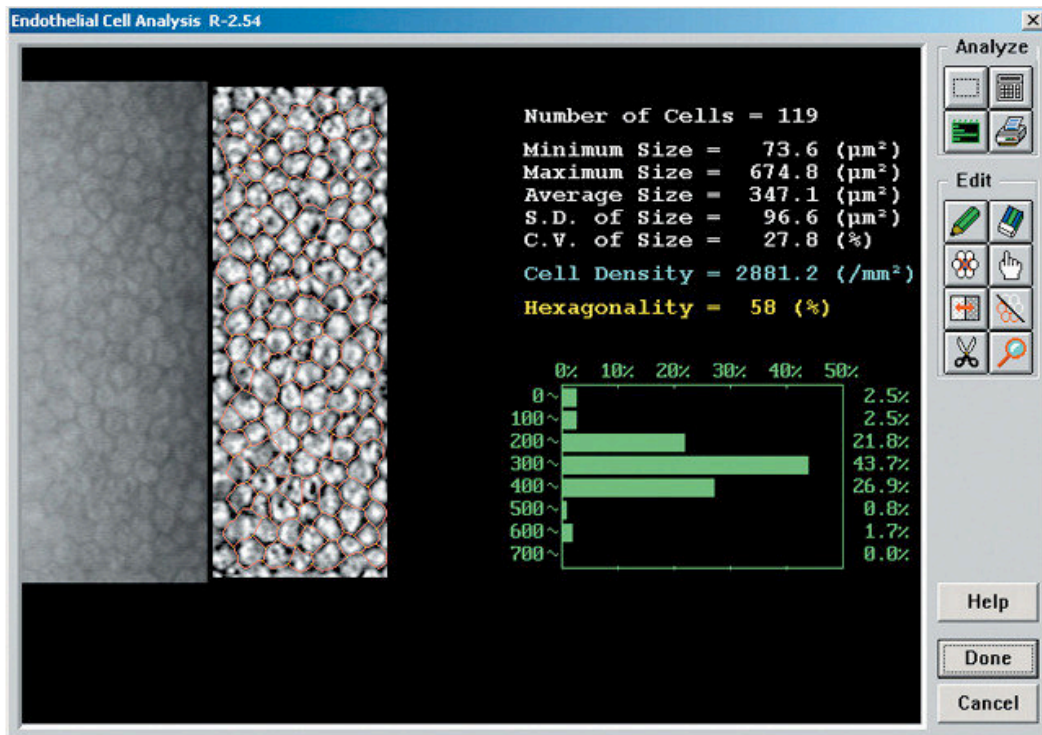 Endothelial Cell Analysis R-2.54
Analyze
Number of Cells = 119
Minimum Size = 73.6 (μm²)
Maximum Size = 674.8 (μm²)
Average Size = 347.1 (μm²)
S.D. of Size = 96.6 (μm²)
C.V. of Size = 27.8 (%)
Cell Density = 2881.2 (/mm²)
Hexagonality = 58 (%)
Edit
0% 10% 20% 30% 40% 50%
0~ 2.5%
100~ 2.5%
200~ 21.8%
300~ 43.7%
400~ 26.9%
500~ 0.8%
600~ 1.7%
700~ 0.0%
Help
Done
Cancel